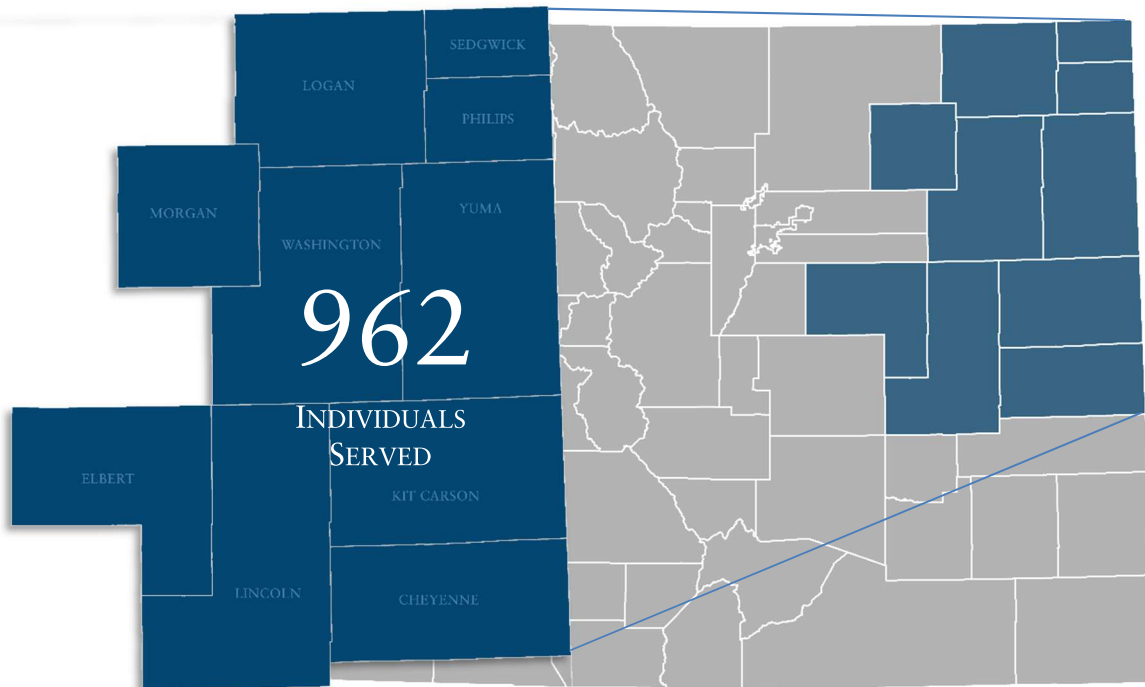 SEDGWICK
LOGAN
PHILIPS
MORGAN
YUMA
WASHINGTON
962
INDIVIDUALS
SERVED
ELBERT
KIT CARSON
LINCOLN
CHEYENNE